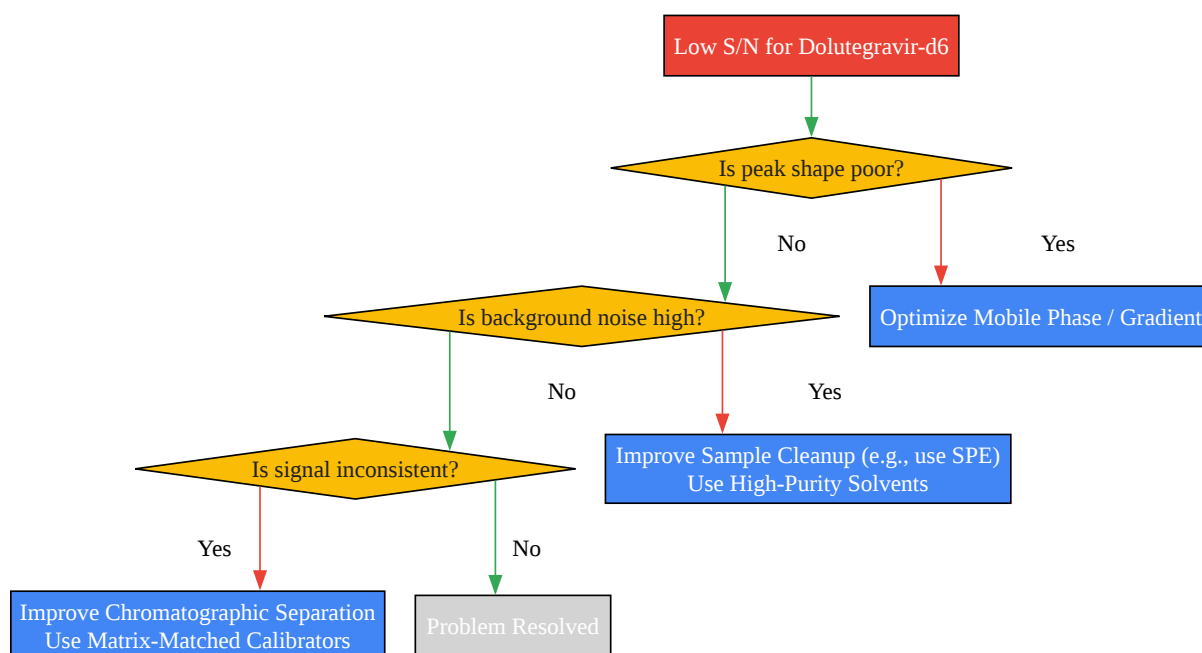 Low S/N for Dolutegravir-d6
Is peak shape poor?
No
Yes
Is background noise high?
Optimize Mobile Phase / Gradient
No
Yes
Is signal inconsistent?
Improve Sample Cleanup (e.g., use SPE)
Use High-Purity Solvents
Yes
No
Improve Chromatographic Separation
Use Matrix-Matched Calibrators
Problem Resolved